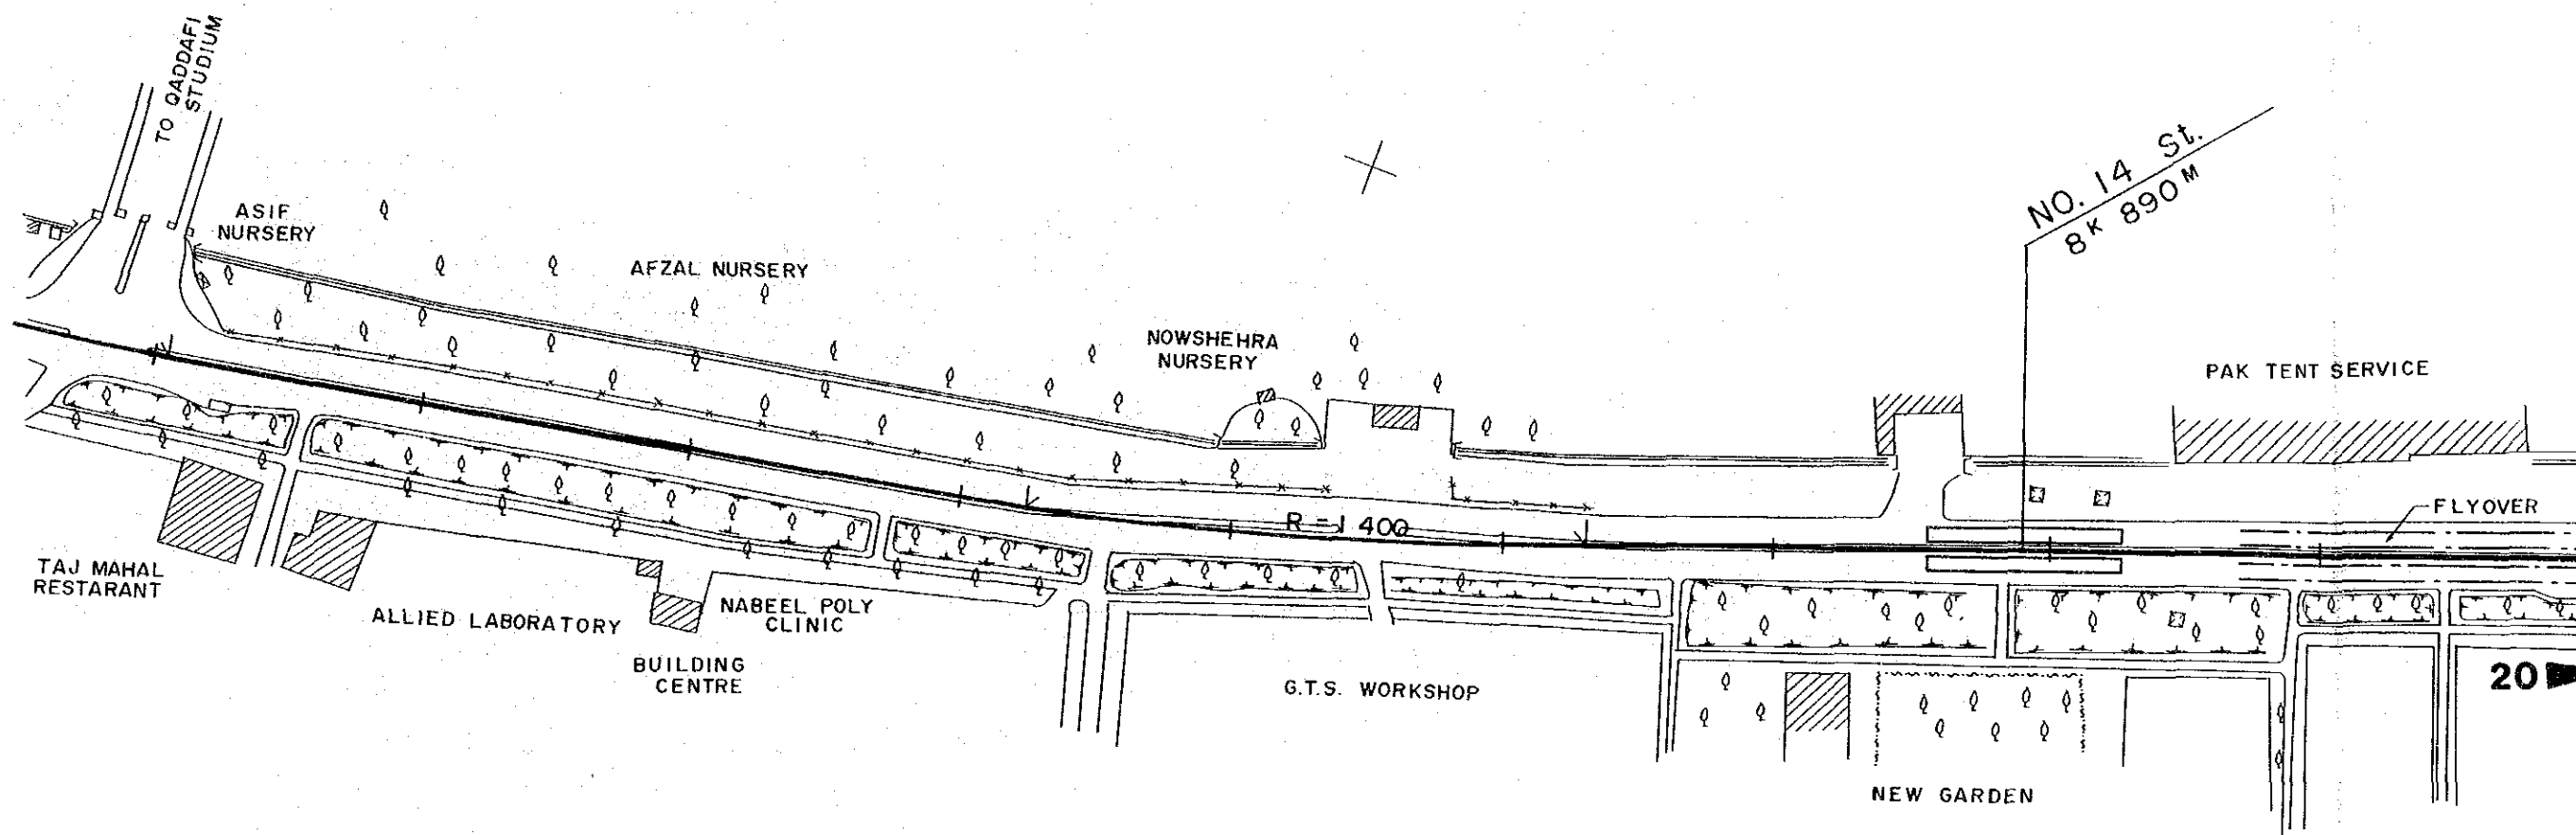 TO QADDAFI
STUDIUM
ASIF
NURSERY
AFZAL NURSERY
NOWSHEHRA
NURSERY
NO. 14 St.
8K 890M
PAK TENT SERVICE
FLYOVER
R = 1 400
TAJ MAHAL
RESTARANT
ALLIED LABORATORY
NABEEL POLY
CLINIC
BUILDING
CENTRE
G.T.S. WORKSHOP
NEW GARDEN
20